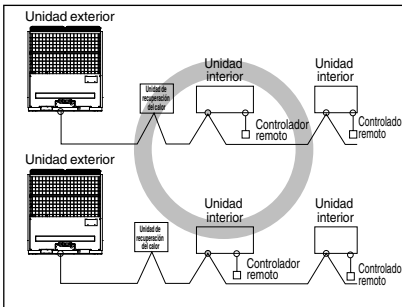 Unidad exterior
Unidad de
recuperación
del calor
Unidad
interior
Unidad
interior
Controlador
remoto
Controlador
remoto
Unidad exterior
Unidad de
recuperación
del calor
Unidad
interior
Unidad
interior
Controlador
remoto
Controlador
remoto